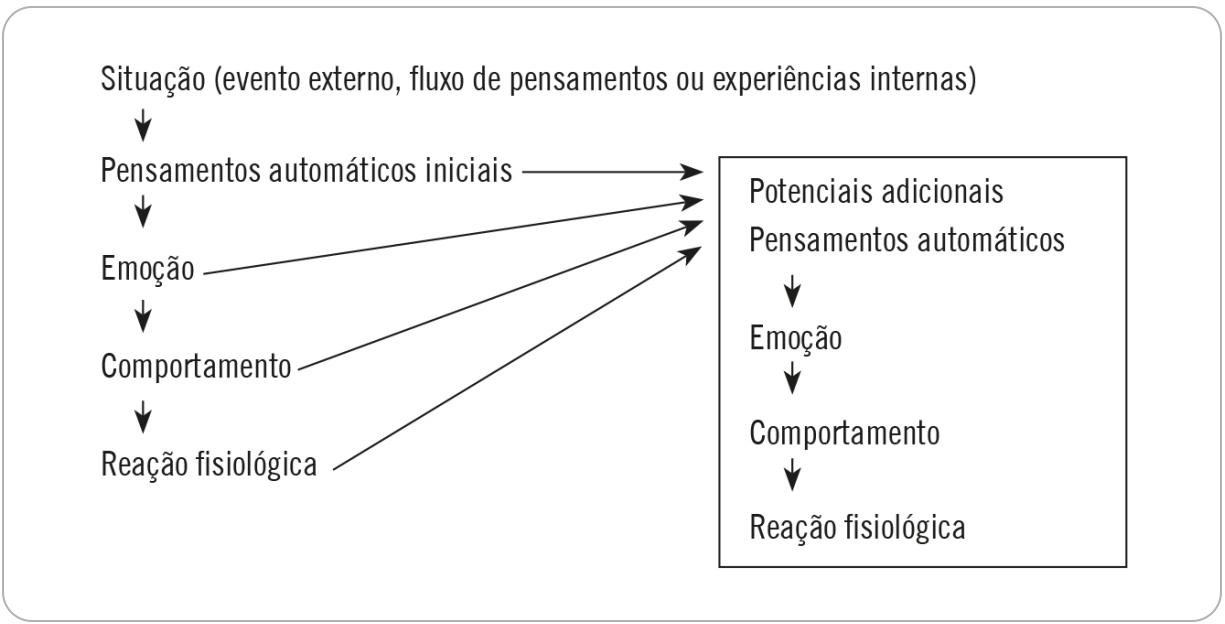 Situação (evento externo, fluxo de pensamentos ou experiências internas)
Pensamentos automáticos iniciais
Emoção
Comportamento
Reação fisiológica
Potenciais adicionais
Pensamentos automáticos
Emoção
Comportamento
Reação fisiológica